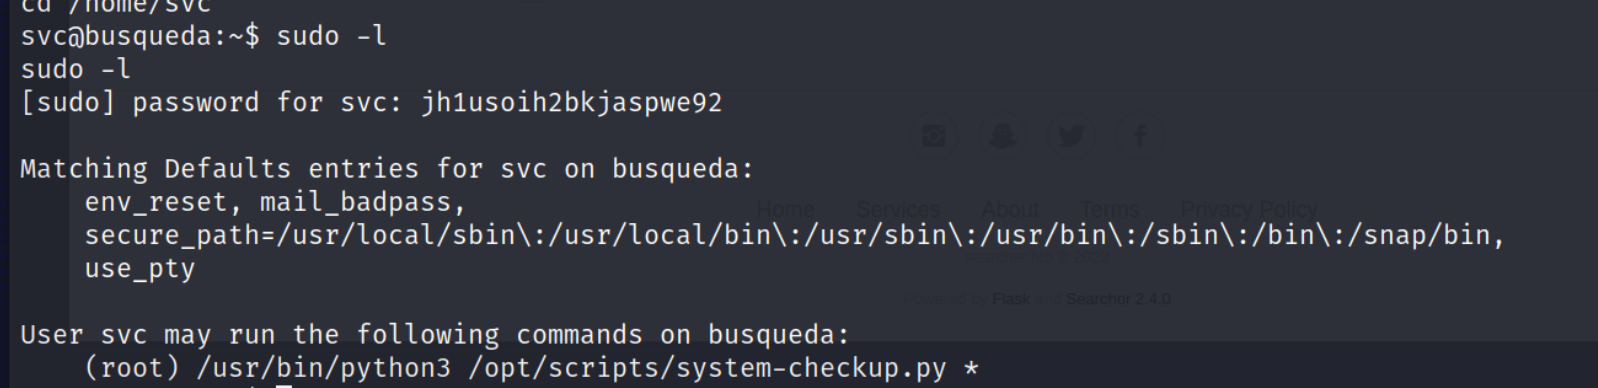 cd /home/svc
svc@busqueda:~$ sudo -l
sudo -l
[sudo] password for svc: jh1usoih2bkjaspwe92
Matching Defaults entries for svc on busqueda:
env_reset, mail_badpass,
Home Services About Terms Privacy Policy
secure_path=/usr/local/sbin\:/usr/local/bin\:/usr/sbin\:/usr/bin\:/sbin\:/bin\:/snap/bin,
use_pty
Powered by Flask and Searchor 2.4.0
User svc may run the following commands on busqueda:
(root) /usr/bin/python3 /opt/scripts/system-checkup.py *